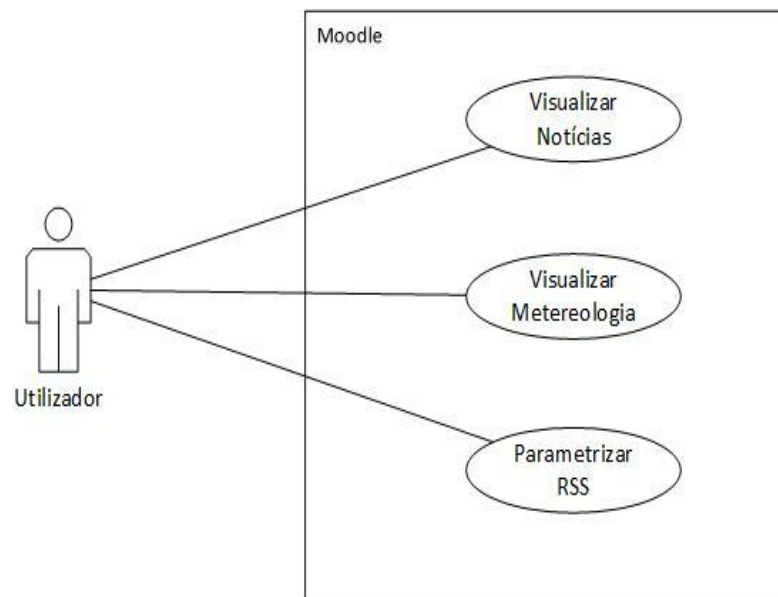 Moodle
Visualizar
Notícias
Visualizar
Metereologia
Utilizador
Parametrizar
RSS